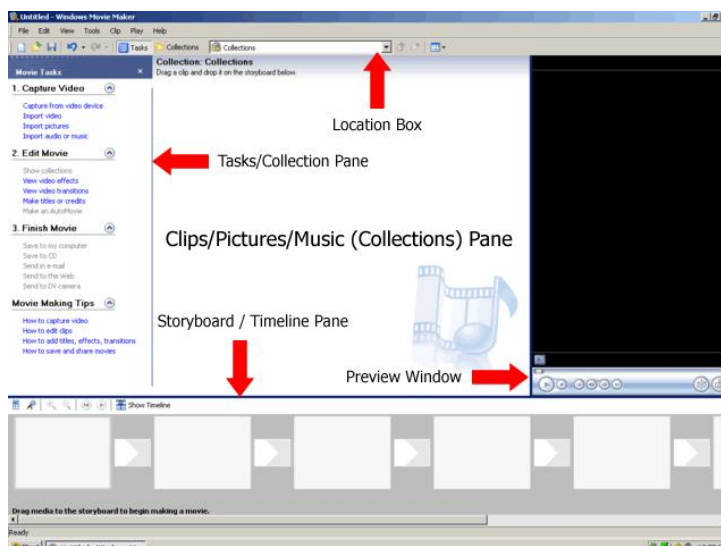 Untitled - Windows Movie Maker
File Edit View Tools Clip Play Help
Tasks Collections Collections
Movie Tasks
Collection: Collections
Drag a clip and drop it on the storyboard below.
1. Capture Video
Capture from video device
Import video
Import pictures
Import audio or music
Location Box
2. Edit Movie
Tasks/Collection Pane
Show collections
View video effects
View video transitions
Make titles or credits
Make an AutoMovie
3. Finish Movie
Clips/Pictures/Music (Collections) Pane
Save to my computer
Save to CD
Send in e-mail
Send to the Web
Send to DV camera
Movie Making Tips
How to capture video
How to edit clips
How to add titles, effects, transitions
How to save and share movies
Storyboard / Timeline Pane
Preview Window
Show Timeline
Drag media to the storyboard to begin making a movie.
Ready